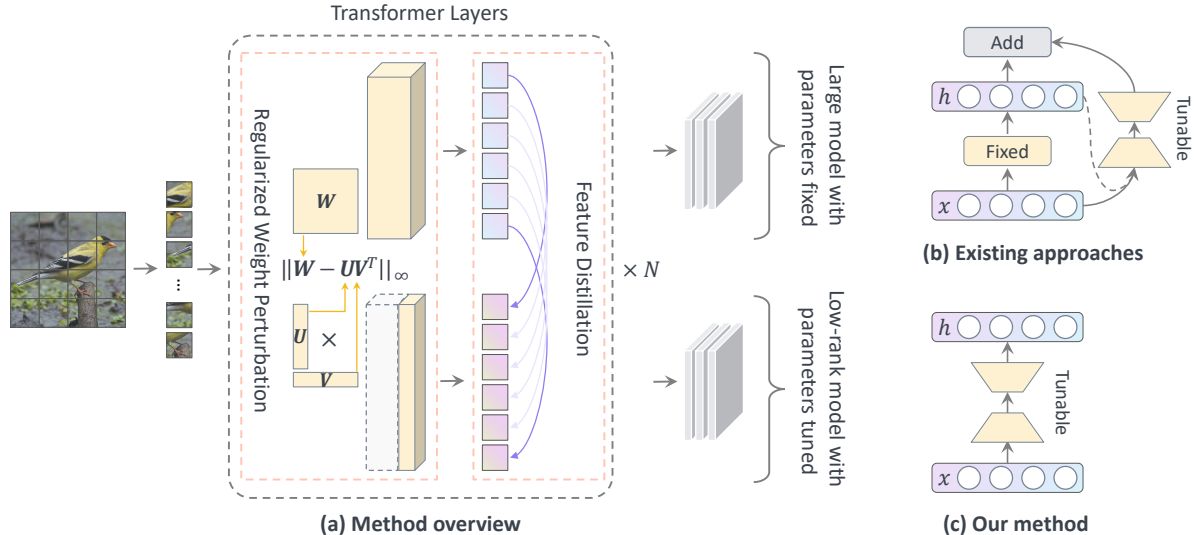 Transformer Layers
Regularized Weight Perturbation
W
||W − UV^T||∞
U
×
V
Feature Distillation
× N
Large model with
parameters fixed
Low-rank model with
parameters tuned
(a) Method overview
Add
h
Fixed
Tunable
x
(b) Existing approaches
h
Tunable
x
(c) Our method
...